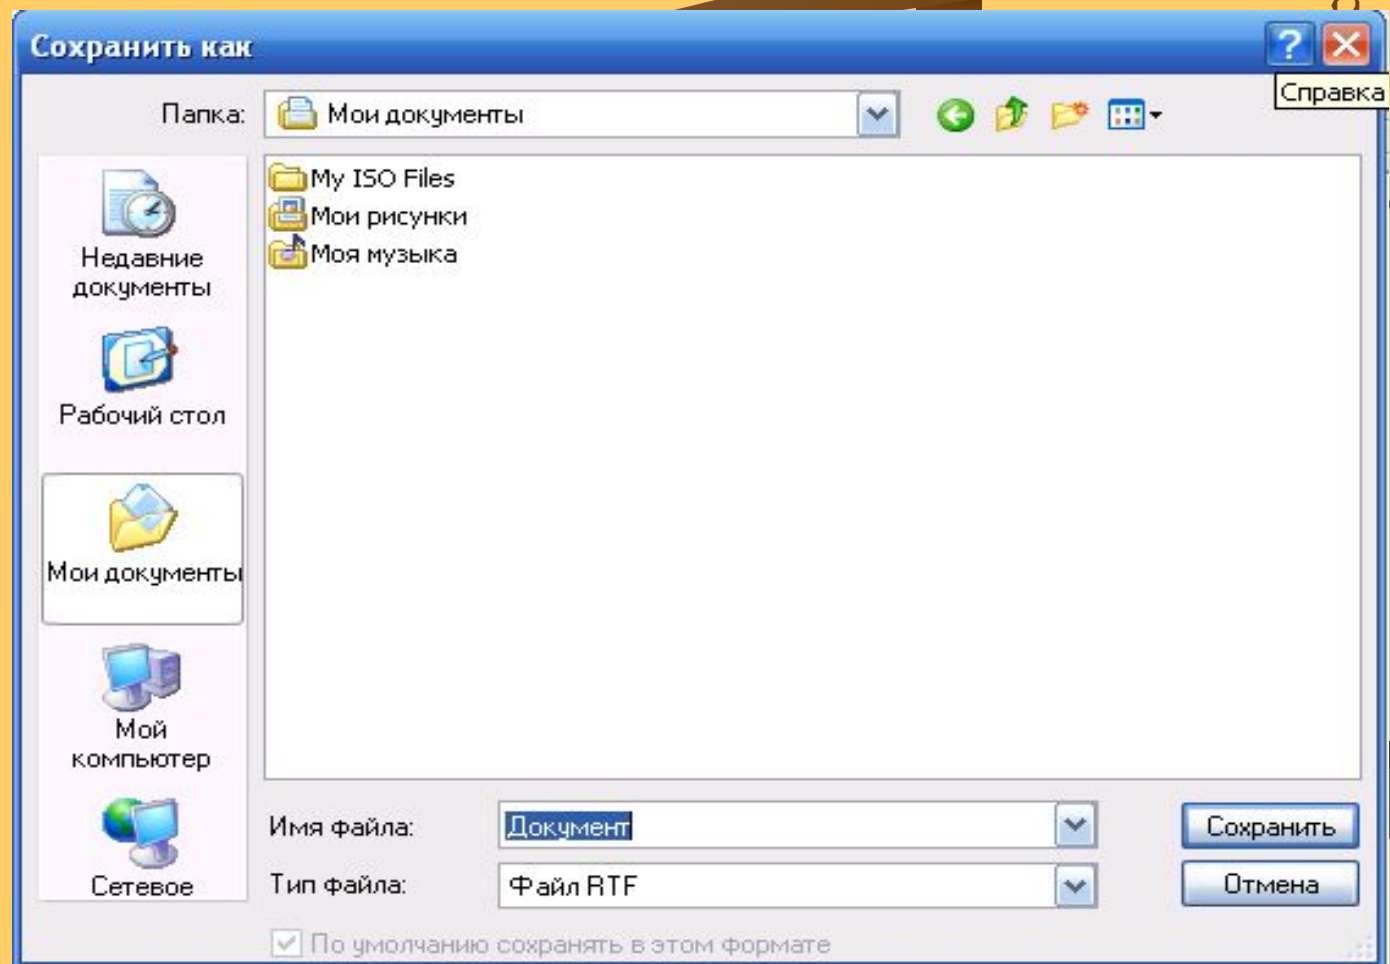 Сохранить как
Справка
Папка:
Мои документы
My ISO Files
Мои рисунки
Моя музыка
Недавние
документы
Рабочий стол
Мои документы
Мой
компьютер
Сетевое
Имя файла:
Документ
Сохранить
Тип файла:
Файл RTF
Отмена
По умолчанию сохранять в этом формате